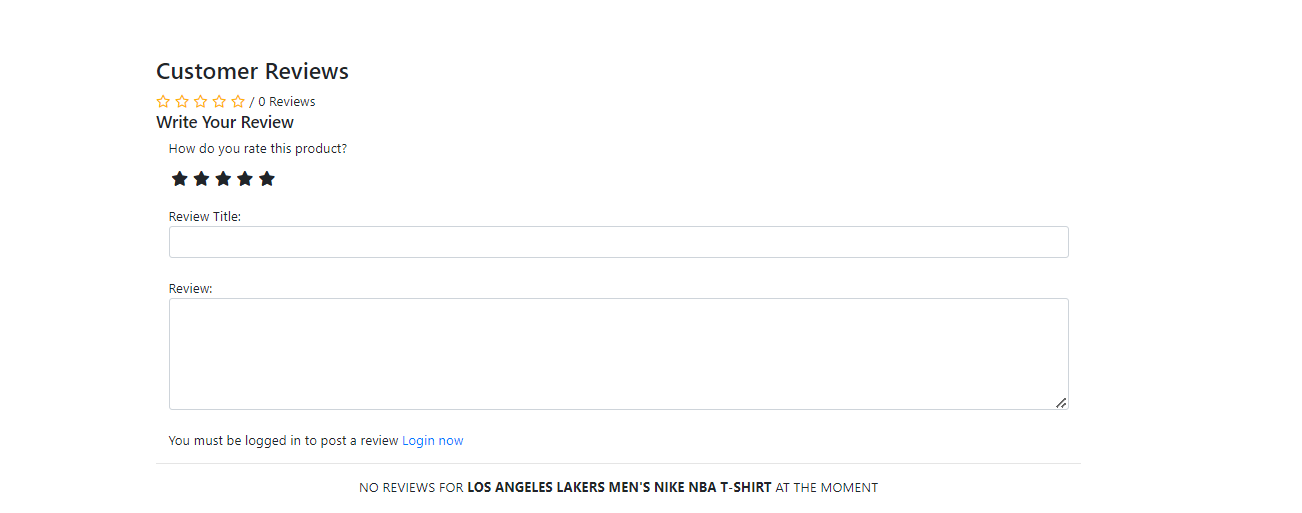 Customer Reviews
/ 0 Reviews
Write Your Review
How do you rate this product?
Review Title:
Review:
You must be logged in to post a review Login now
NO REVIEWS FOR LOS ANGELES LAKERS MEN'S NIKE NBA T-SHIRT AT THE MOMENT